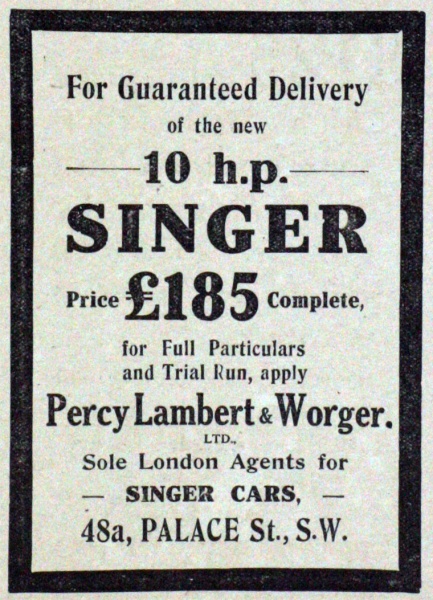 For Guaranteed Delivery
of the new
10 h.p.
SINGER
Price £185 Complete,
for Full Particulars
and Trial Run, apply
Percy Lambert & Worger.
LTD.,
Sole London Agents for
— SINGER CARS, —
48a, PALACE St., S.W.